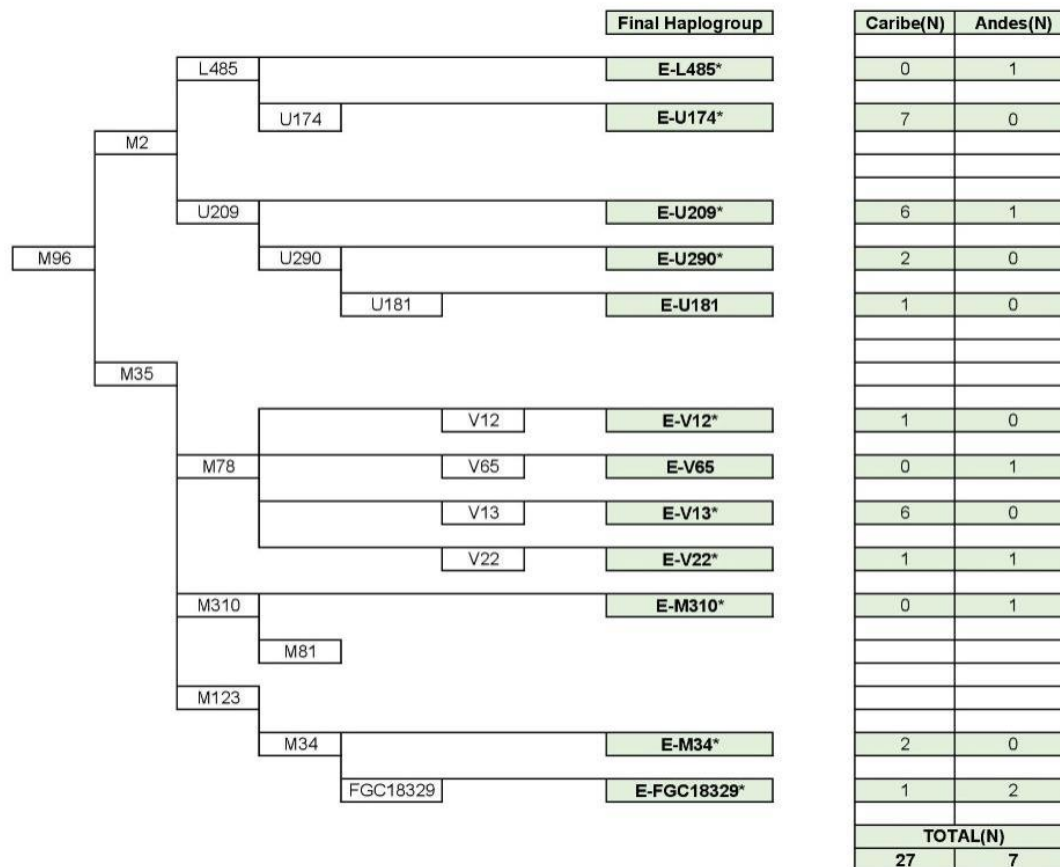 Final Haplogroup Caribe(N) Andes(N)
L485 E-L485* 0 1
U174 E-U174* 7 0
M2
U209 E-U209* 6 1
M96 U290 E-U290* 2 0
U181 E-U181 1 0
M35
V12 E-V12* 1 0
M78 V65 E-V65 0 1
V13 E-V13* 6 0
V22 E-V22* 1 1
M310 E-M310* 0 1
M81
M123
M34 E-M34* 2 0
FGC18329 E-FGC18329* 1 2
TOTAL(N)
27 7